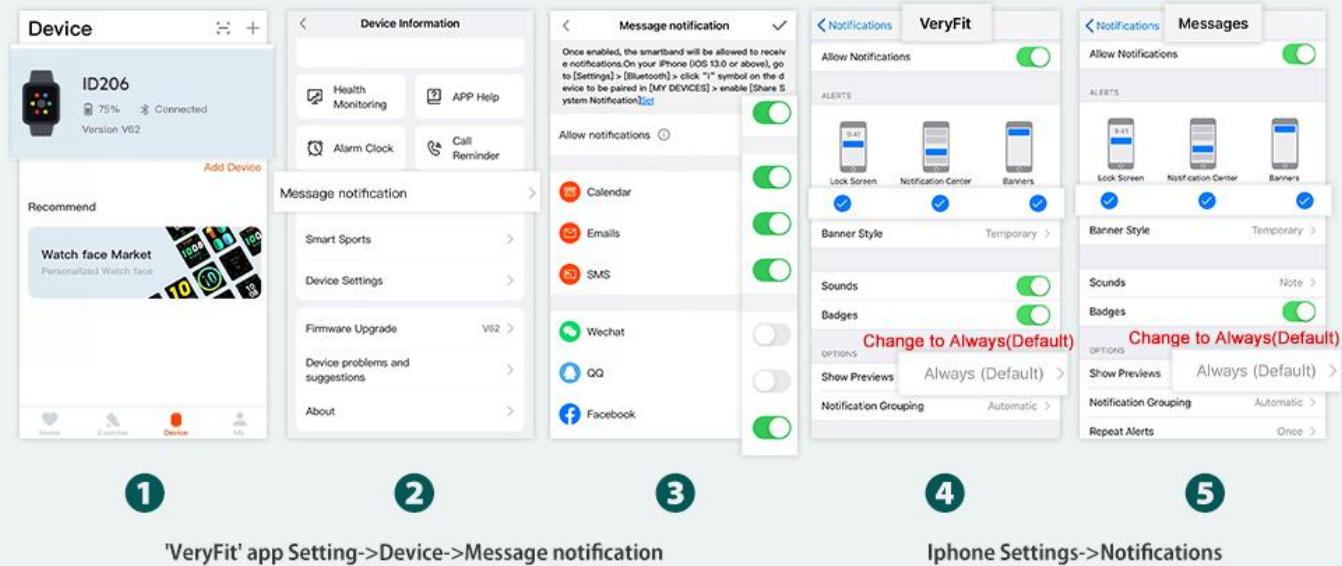 Device
ID206
75% Connected
Version V62
Add Device
Recommend
Watch face Market
Personalized Watch face
Home Exercise Device My
Device Information
Health
Monitoring
APP Help
Alarm Clock
Call
Reminder
Message notification
Smart Sports
Device Settings
Firmware Upgrade V62
Device problems and
suggestions
About
Message notification
Once enabled, the smartband will be allowed to receiv
e notifications.On your iPhone (iOS 13.0 or above), go
to [Settings] > [Bluetooth] > click "i" symbol on the d
evice to be paired in [MY DEVICES] > enable [Share S
ystem Notification]Set
Allow notifications
Calendar
Emails
SMS
Wechat
QQ
Facebook
Notifications VeryFit
Allow Notifications
ALERTS
9:41
Lock Screen Notification Center Banners
Banner Style Temporary
Sounds
Badges
Change to Always(Default)
OPTIONS
Show Previews Always (Default)
Notification Grouping Automatic
Notifications Messages
Allow Notifications
ALERTS
9:41
Lock Screen Notification Center Banners
Banner Style Temporary
Sounds Note
Badges
Change to Always(Default)
OPTIONS
Show Previews Always (Default)
Notification Grouping Automatic
Repeat Alerts Once
1 2 3 4 5
'VeryFit' app Setting->Device->Message notification
Iphone Settings->Notifications